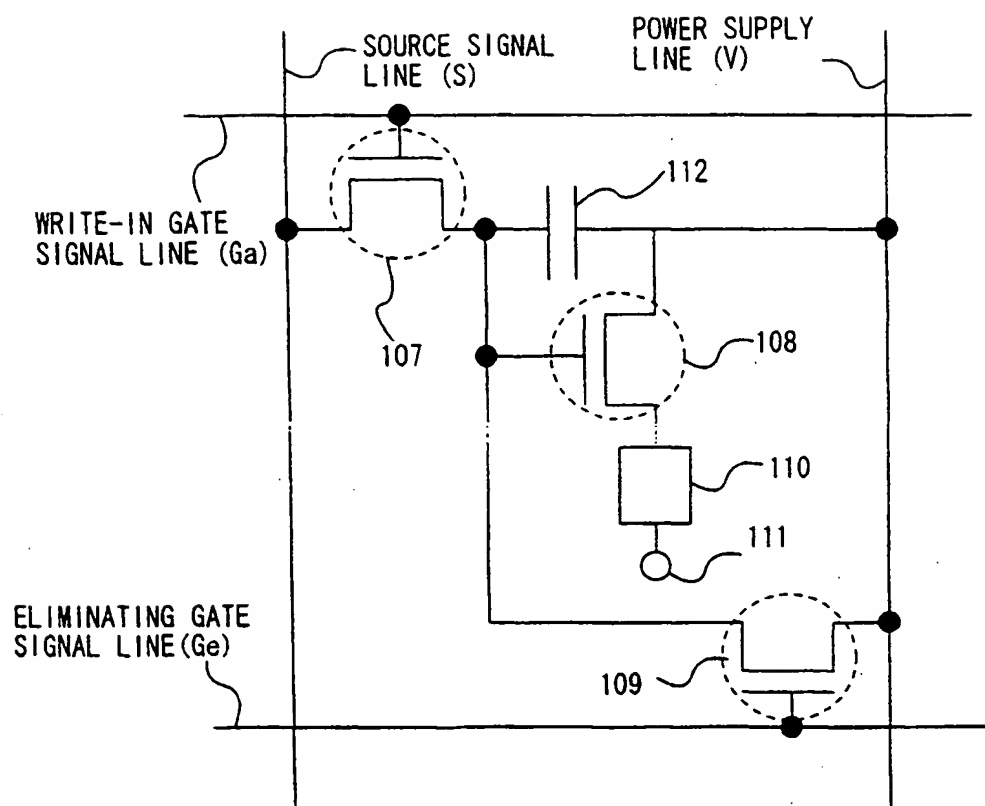 SOURCE SIGNAL
LINE (S)
POWER SUPPLY
LINE (V)
112
WRITE-IN GATE
SIGNAL LINE (Ga)
107
108
110
111
ELIMINATING GATE
SIGNAL LINE(Ge)
109